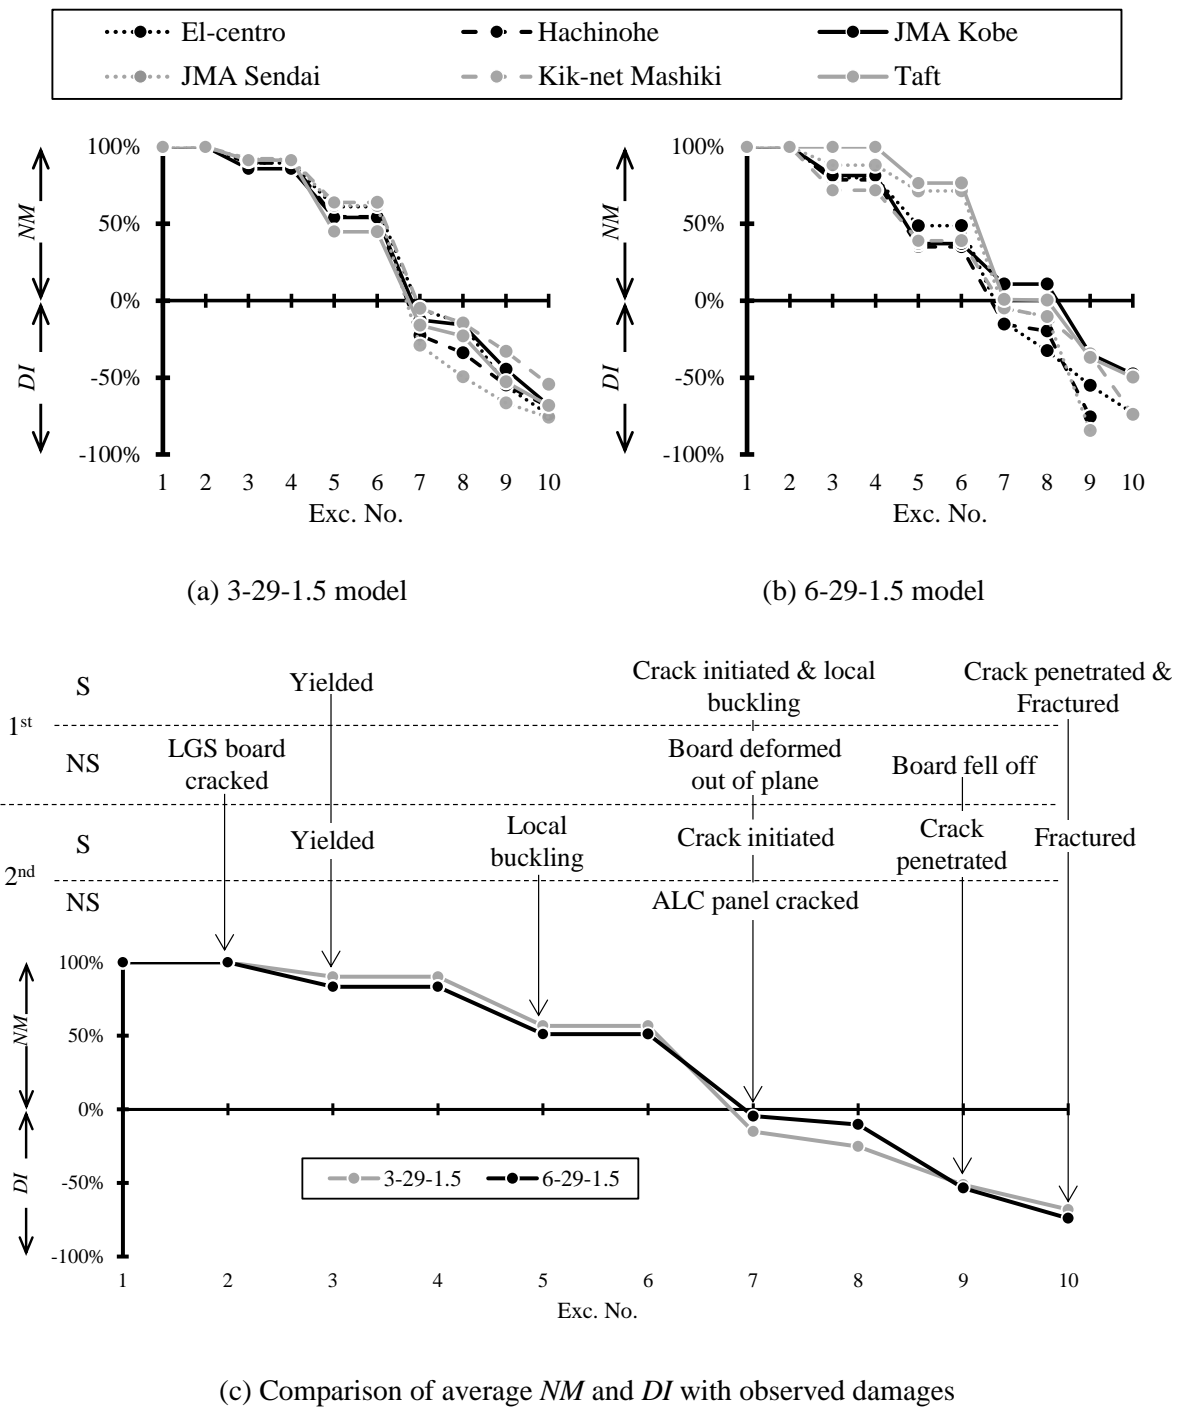 El-centro
Hachinohe
JMA Kobe
JMA Sendai
Kik-net Mashiki
Taft
100%
50%
0%
-50%
-100%
NM
DI
1 2 3 4 5 6 7 8 9 10
Exc. No.
(a) 3-29-1.5 model
100%
50%
0%
-50%
-100%
NM
DI
1 2 3 4 5 6 7 8 9 10
Exc. No.
(b) 6-29-1.5 model
1st
S
Yielded
Crack initiated & local
buckling
Crack penetrated &
Fractured
NS
LGS board
cracked
Board deformed
out of plane
Board fell off
2nd
S
Yielded
Local
buckling
Crack initiated
Crack
penetrated
Fractured
NS
ALC panel cracked
100%
50%
0%
-50%
-100%
NM
DI
3-29-1.5
6-29-1.5
1 2 3 4 5 6 7 8 9 10
Exc. No.
(c) Comparison of average NM and DI with observed damages